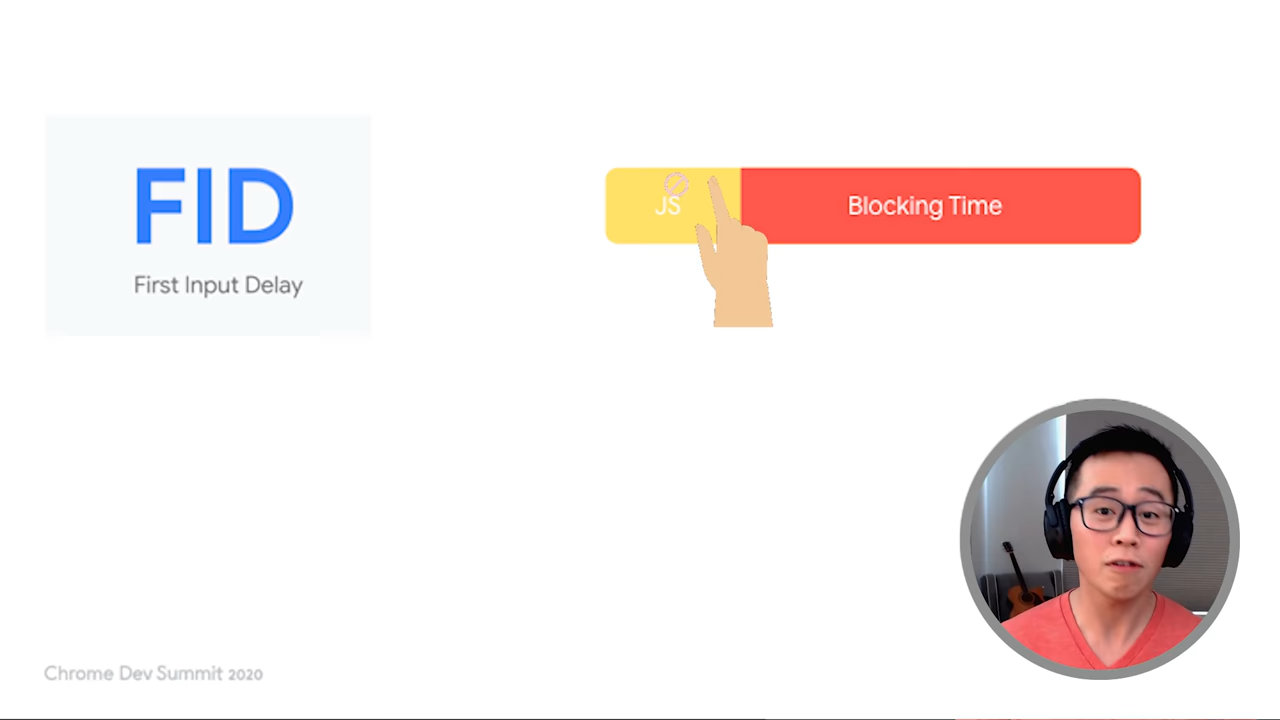 FID
First Input Delay
JS
Blocking Time
Chrome Dev Summit 2020